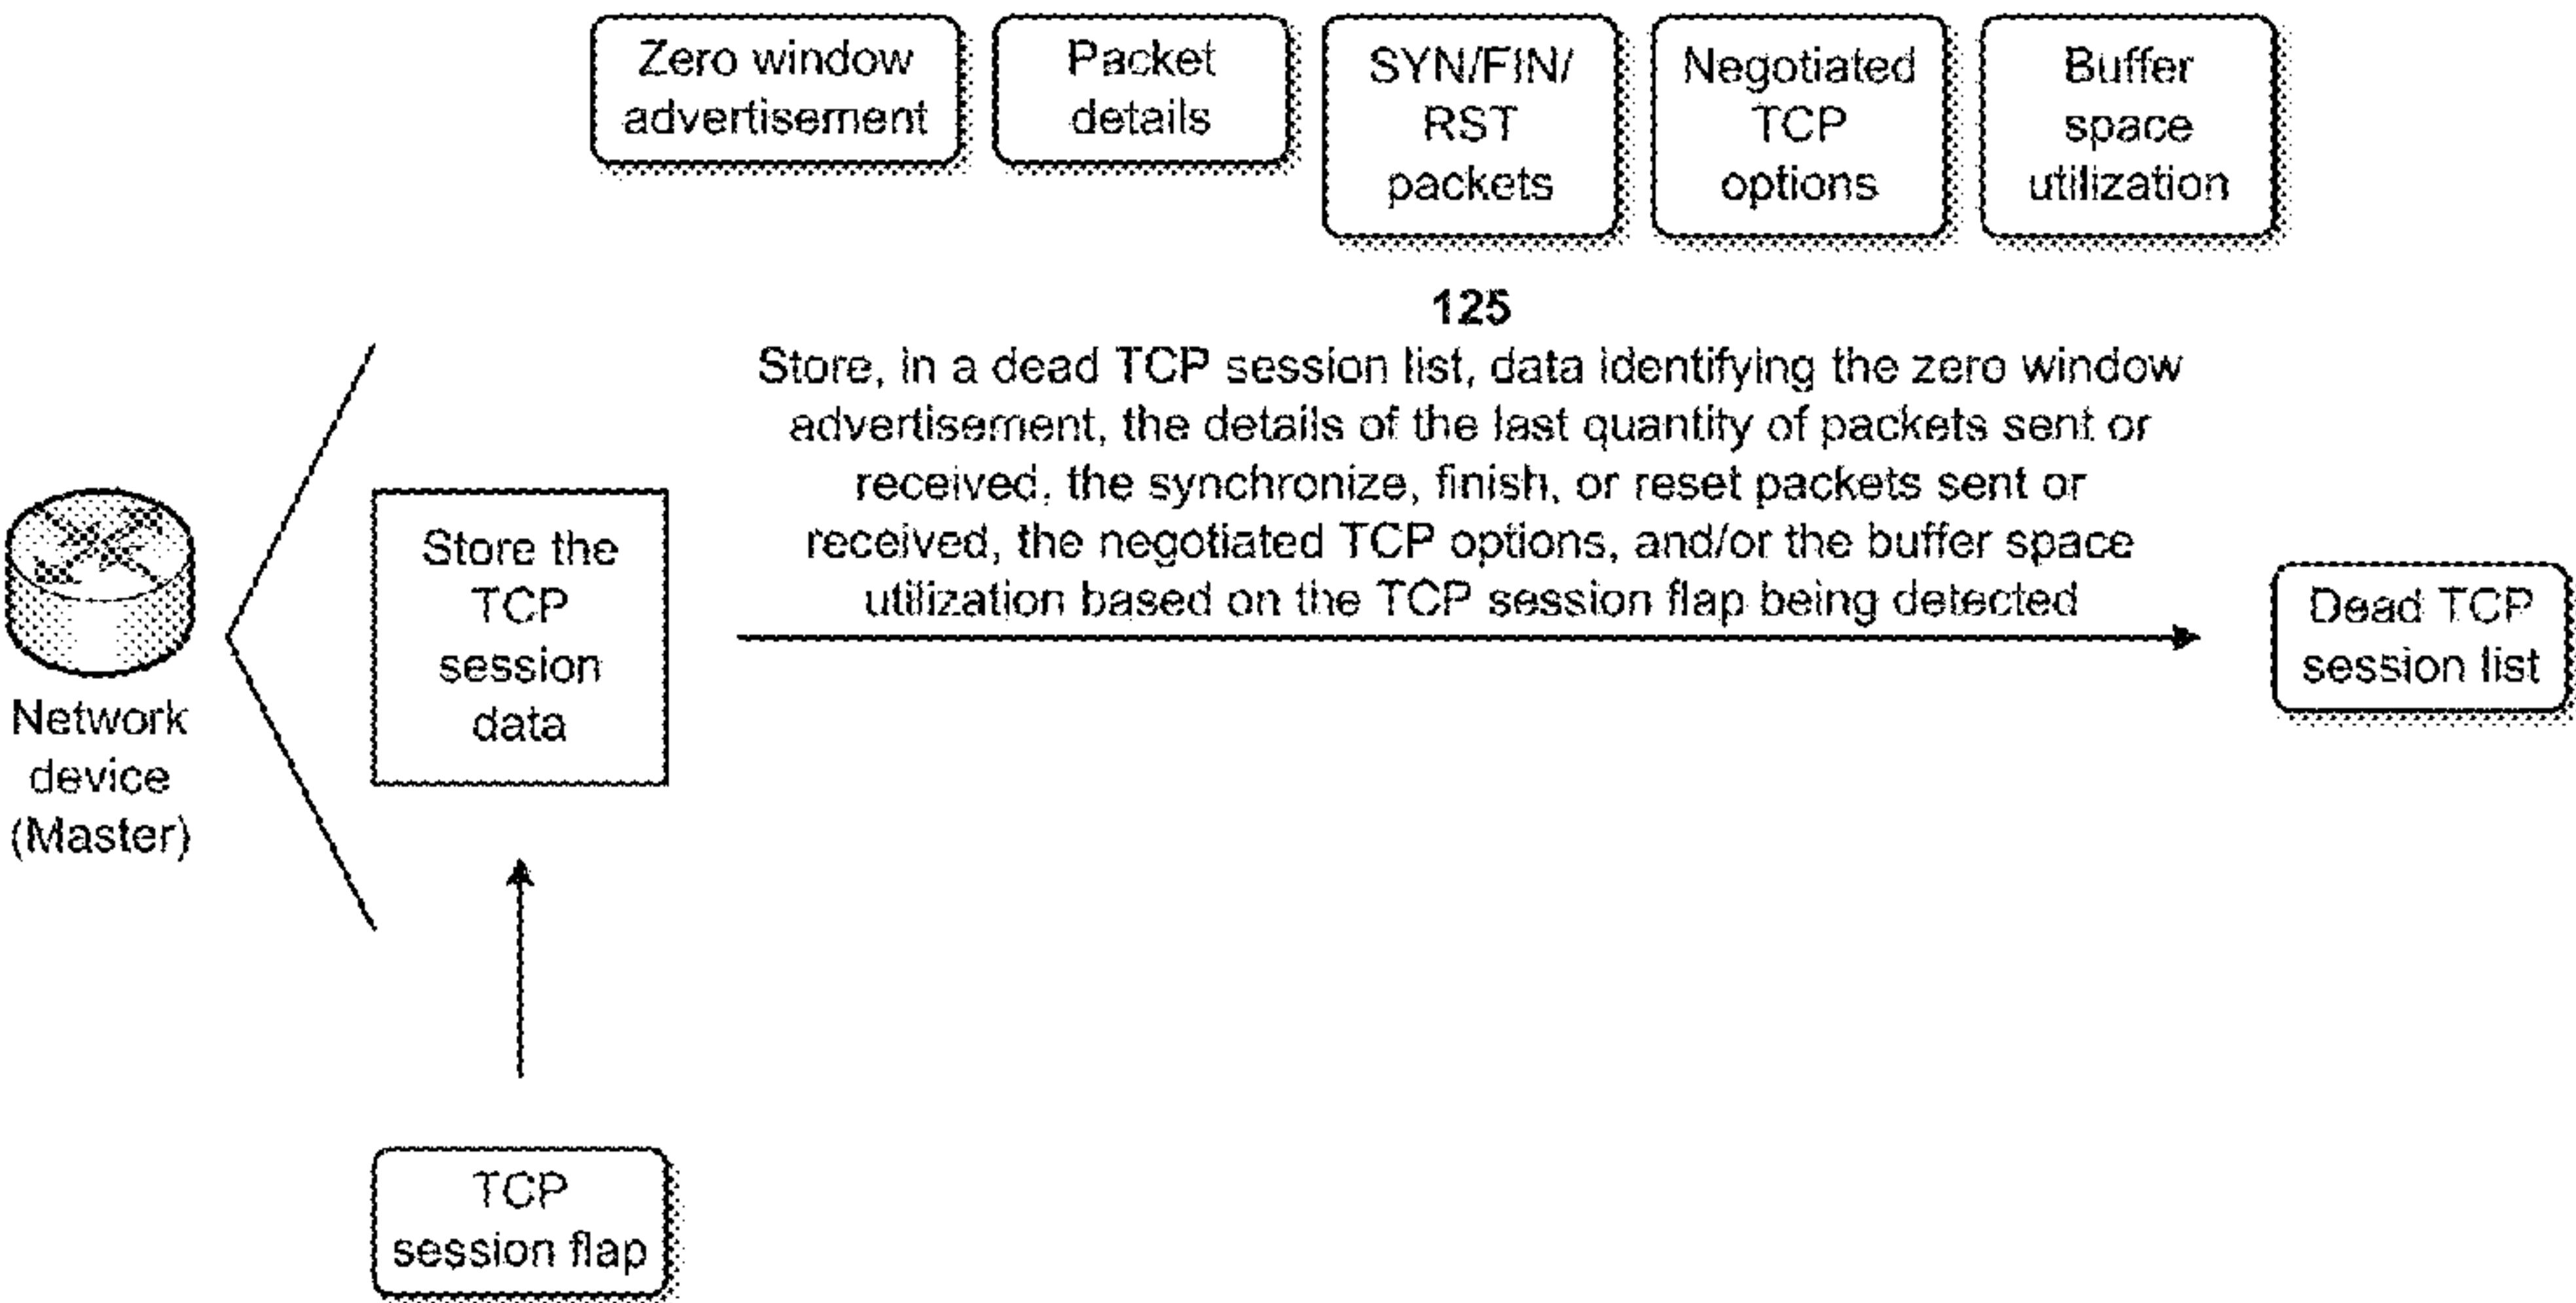 Zero window
advertisement
Packet
details
SYN/FIN/
RST
packets
Negotiated
TCP
options
Buffer
space
utilization
125
Store, in a dead TCP session list, data identifying the zero window
advertisement, the details of the last quantity of packets sent or
received, the synchronize, finish, or reset packets sent or
received, the negotiated TCP options, and/or the buffer space
utilization based on the TCP session flap being detected
Store the
TCP
session
data
Dead TCP
session list
Network
device
(Master)
TCP
session flap